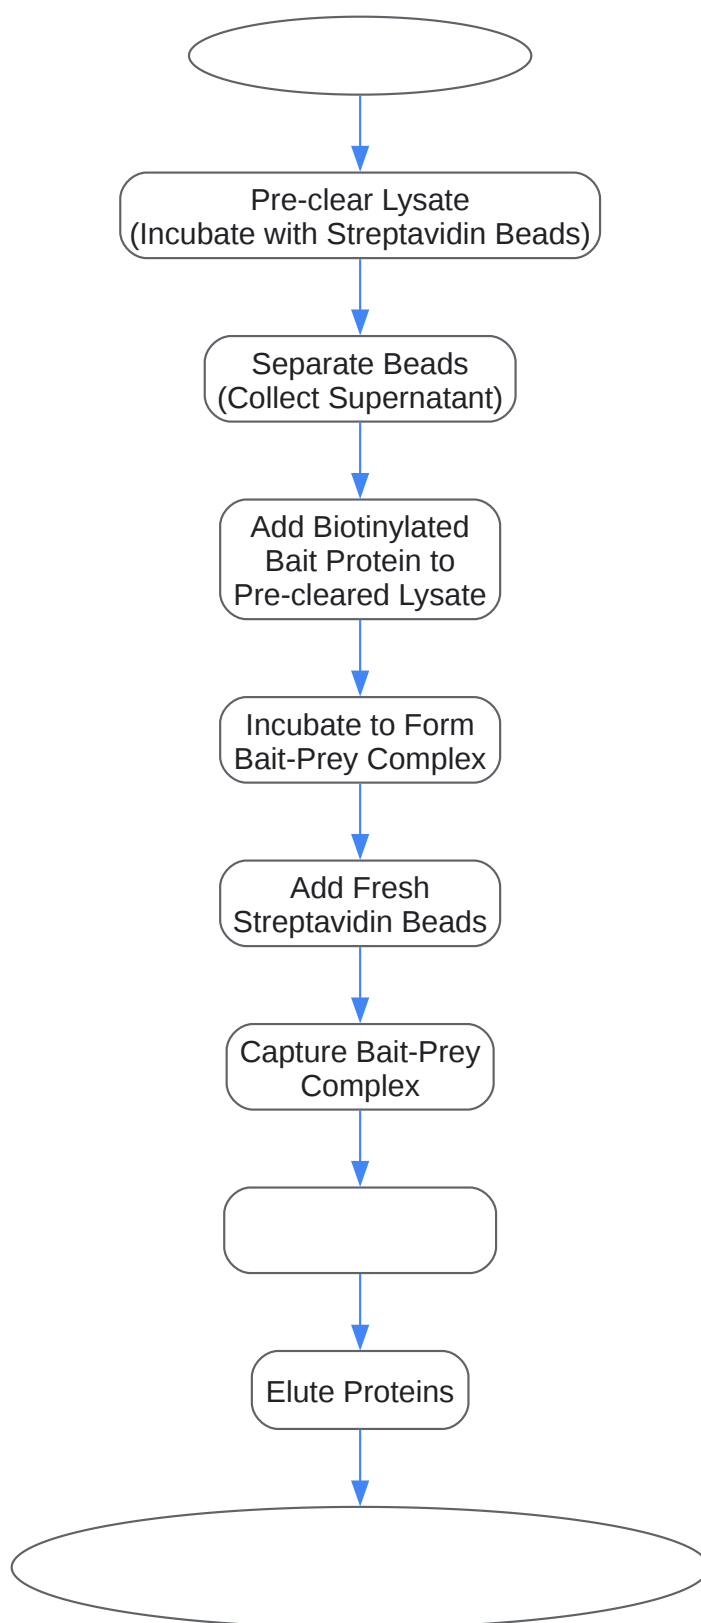 Pre-clear Lysate
(Incubate with Streptavidin Beads)
Separate Beads
(Collect Supernatant)
Add Biotinylated
Bait Protein to
Pre-cleared Lysate
Incubate to Form
Bait-Prey Complex
Add Fresh
Streptavidin Beads
Capture Bait-Prey
Complex
Elute Proteins